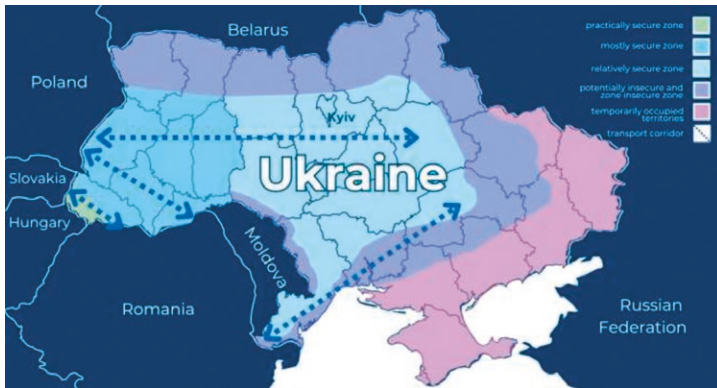 Belarus
practically secure zone
mostly secure zone
Poland
relatively secure zone
potentially insecure and
zone insecure zone
temporarily occupied
territories
Kyiv
transport corridor
Ukraine
Slovakia
Hungary
Moldova
Romania
Russian
Federation